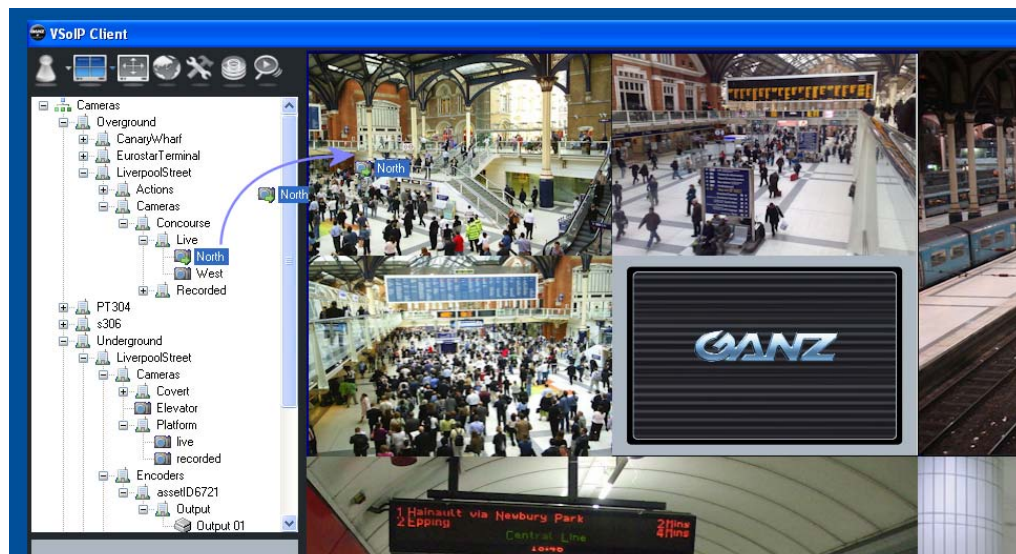 VSoIP Client
Cameras
Overground
CanaryWharf
EurostarTerminal
LiverpoolStreet
Actions
Cameras
Concourse
Live
North
West
Recorded
PT304
s306
Underground
LiverpoolStreet
Cameras
Covert
Elevator
Platform
live
recorded
Encoders
assetID6721
Output
Output 01
North
North
GANZ
1 Hainault via Newbury Park 2Mins
2 Epping 4Mins
Central Line